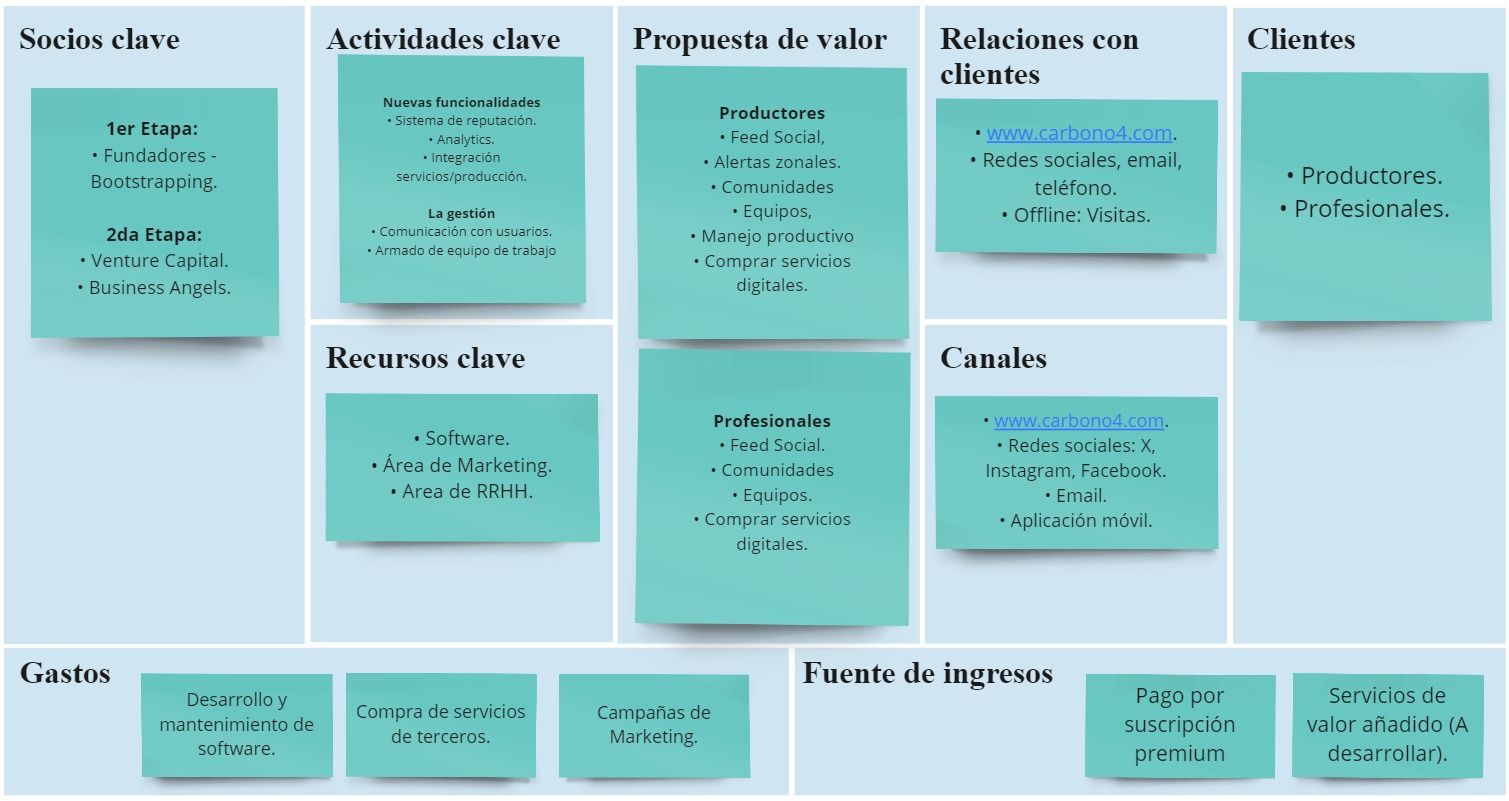 Socios clave
1er Etapa:
• Fundadores -
Bootstrapping.
2da Etapa:
• Venture Capital.
• Business Angels.
Actividades clave
Nuevas funcionalidades
• Sistema de reputación.
• Analytics.
• Integración
servicios/producción.
La gestión
• Comunicación con usuarios.
• Armado de equipo de trabajo
Recursos clave
• Software.
• Área de Marketing.
• Area de RRHH.
Propuesta de valor
Productores
• Feed Social,
• Alertas zonales.
• Comunidades
• Equipos,
• Manejo productivo
• Comprar servicios
digitales.
Profesionales
• Feed Social.
• Comunidades
• Equipos.
• Comprar servicios
digitales.
Relaciones con
clientes
• www.carbono4.com.
• Redes sociales, email,
teléfono.
• Offline: Visitas.
Canales
• www.carbono4.com.
• Redes sociales: X,
Instagram, Facebook.
• Email.
• Aplicación móvil.
Clientes
• Productores.
• Profesionales.
Gastos
Desarrollo y
mantenimiento de
software.
Compra de servicios
de terceros.
Campañas de
Marketing.
Fuente de ingresos
Pago por
suscripción
premium
Servicios de
valor añadido (A
desarrollar).